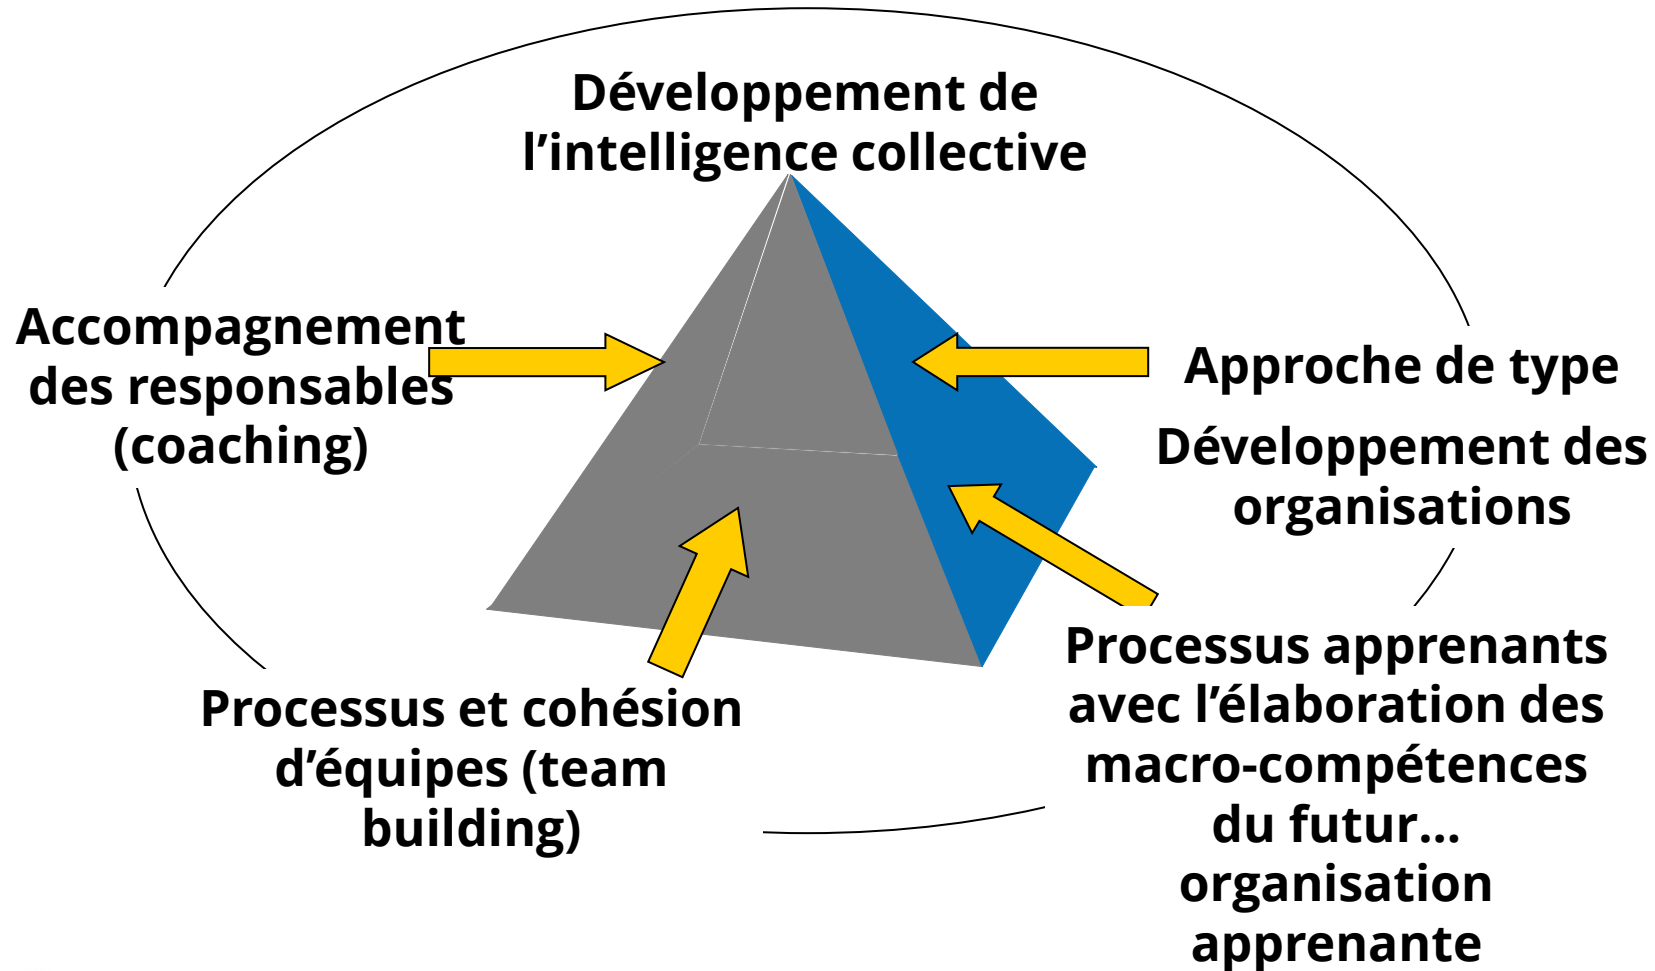 Développement de
l’intelligence collective
Accompagnement
des responsables
(coaching)
Approche de type
Développement des
organisations
Processus et cohésion
d’équipes (team
building)
Processus apprenants
avec l’élaboration des
macro-compétences
du futur…
organisation
apprenante